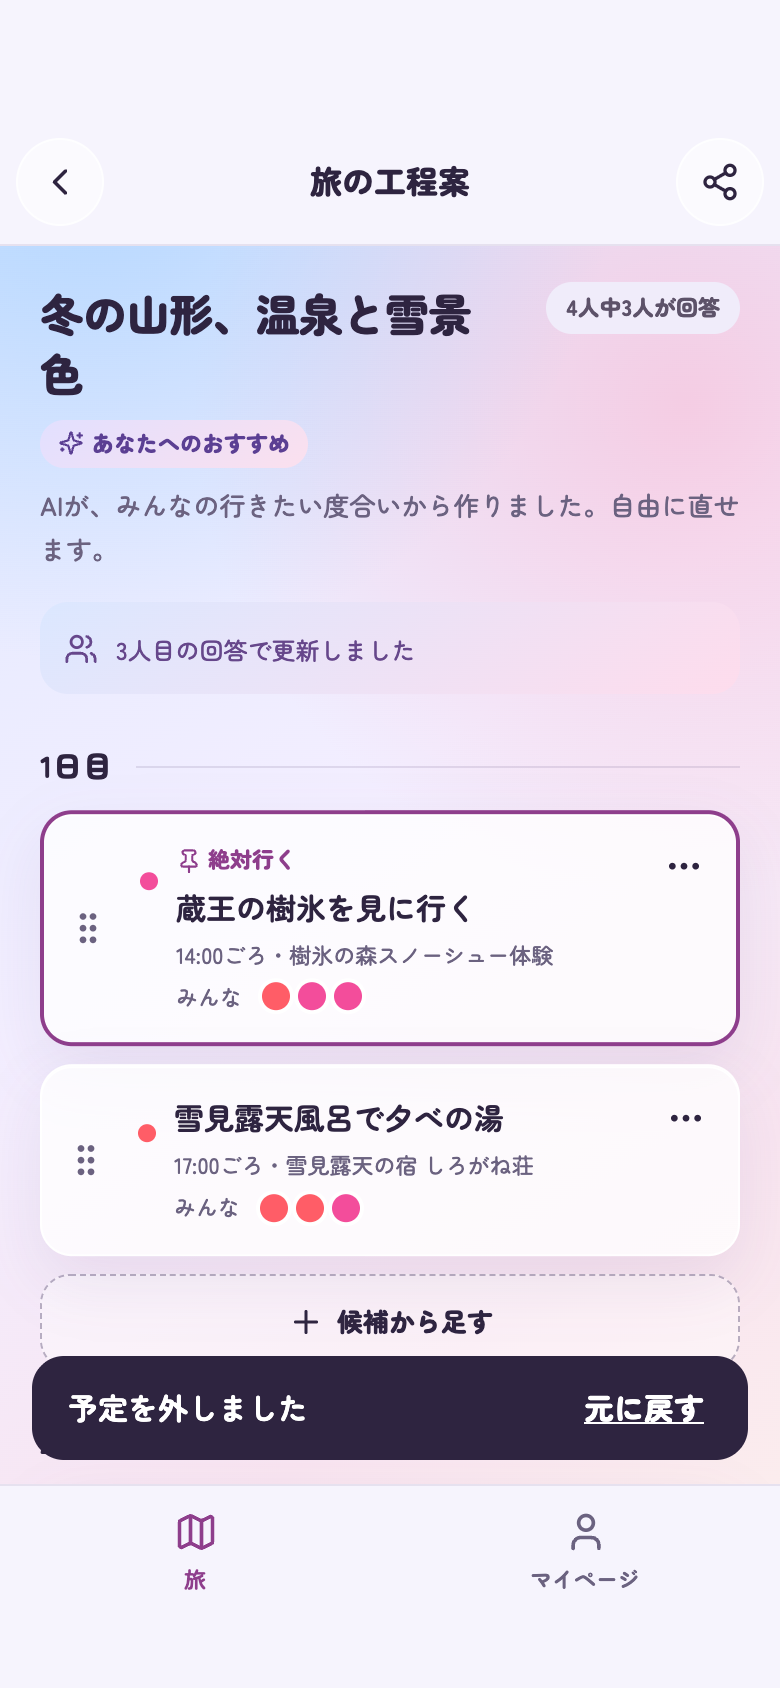 旅の工程案
冬の山形、温泉と雪景
色
4人中3人が回答
あなたへのおすすめ
AIが、みんなの行きたい度合いから作りました。自由に直せ
ます。
3人目の回答で更新しました
1日目
絶対行く
蔵王の樹氷を見に行く
14:00ごろ・樹氷の森スノーシュー体験
みんな
雪見露天風呂で夕べの湯
17:00ごろ・雪見露天の宿 しろがね荘
みんな
候補から足す
予定を外しました
元に戻す
旅
マイページ